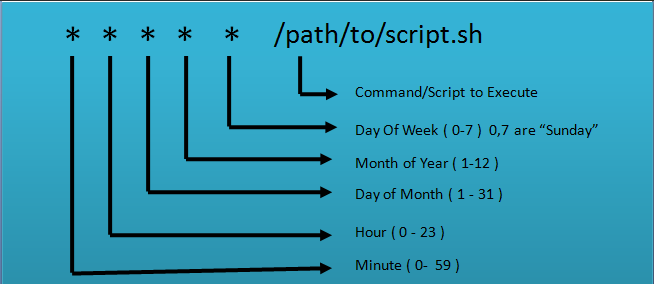 * * * * * /path/to/script.sh
Command/Script to Execute
Day Of Week ( 0-7 ) 0,7 are “Sunday”
Month of Year ( 1-12 )
Day of Month ( 1 - 31 )
Hour ( 0 - 23 )
Minute ( 0- 59 )